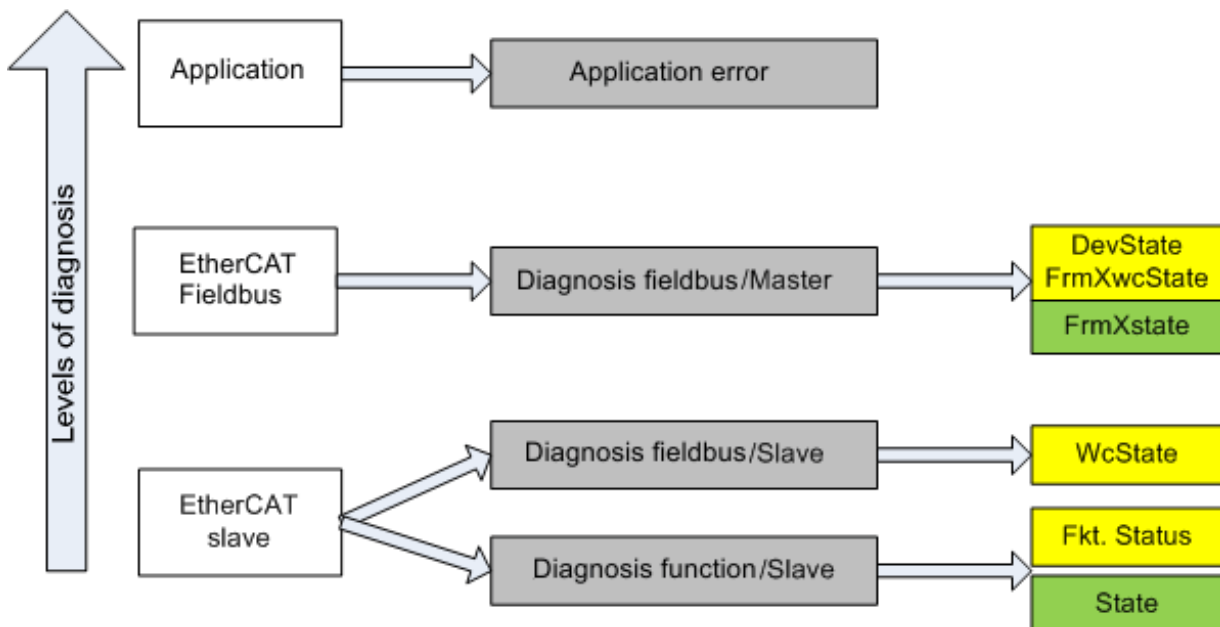 Levels of diagnosis
Application
Application error
EtherCAT
Fieldbus
Diagnosis fieldbus/Master
DevState
FrmXwcState
FrmXstate
EtherCAT
slave
Diagnosis fieldbus/Slave
WcState
Diagnosis function/Slave
Fkt. Status
State